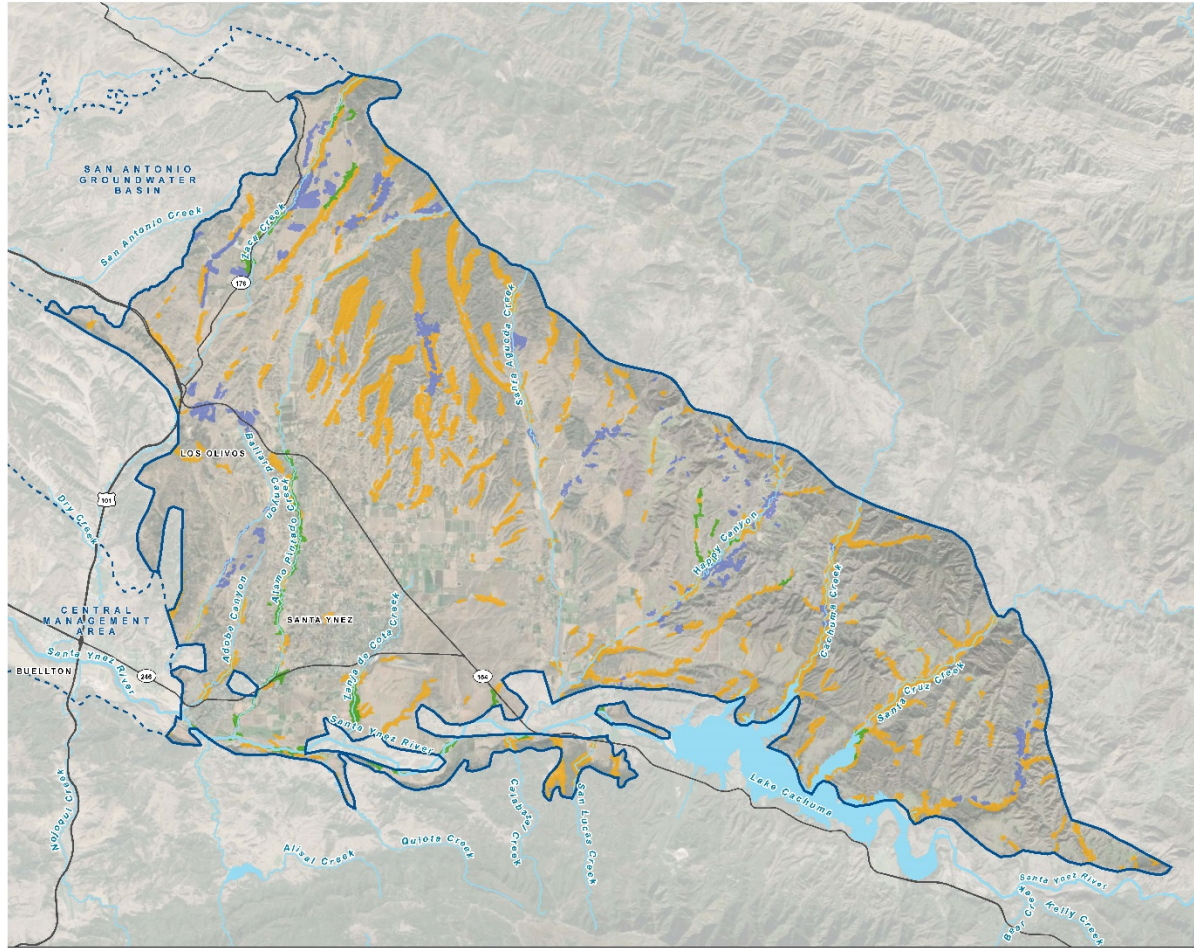 SAN ANTONIO
GROUNDWATER
BASIN
San Antonio Creek
Zaca Creek
176
Santa Agueda Creek
LOS OLIVOS
Ballard Canyon
101
Dry Creek
Alamo Pintado Creek
Happy Canyon
Cachuma Creek
CENTRAL
MANAGEMENT
AREA
Adobe Canyon
SANTA YNEZ
Zanja de Cota Creek
Santa Ynez River
BUELLTON
246
154
Santa Cruz Creek
Santa Ynez River
Nojoqui Creek
Lake Cachuma
Calabazal Creek
San Lucas Creek
Quiota Creek
Alisal Creek
Santa Ynez River
Bear Creek
Kelly Creek